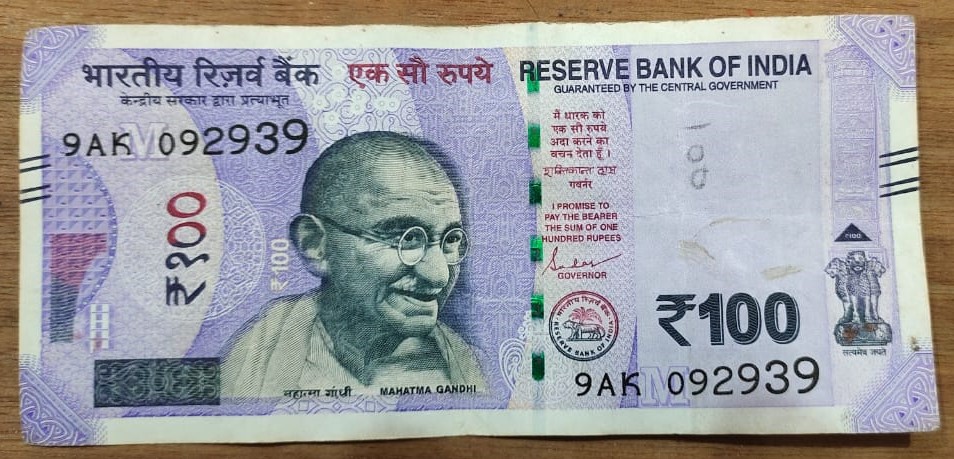 भारतीय रिज़र्व बैंक
केन्द्रीय सरकार द्वारा प्रत्याभूत
एक सौ रुपये
RESERVE BANK OF INDIA
GUARANTEED BY THE CENTRAL GOVERNMENT
9AK 092939
₹१००
₹100
मैं धारक को
एक सौ रुपये
अदा करने का
वचन देता हूँ।
शक्तिकान्त दास
गवर्नर
I PROMISE TO
PAY THE BEARER
THE SUM OF ONE
HUNDRED RUPEES
GOVERNOR
भारतीय रिज़र्व बैंक
RESERVE BANK OF INDIA
₹100
₹100
सत्यमेव जयते
महात्मा गांधी MAHATMA GANDHI
9AK 092939